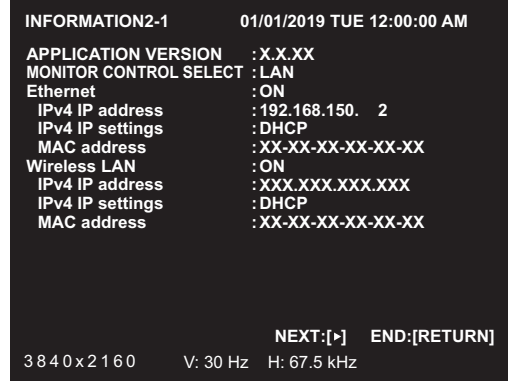 INFORMATION2-1 01/01/2019 TUE 12:00:00 AM
APPLICATION VERSION :X.X.XX
MONITOR CONTROL SELECT :LAN
Ethernet :ON
IPv4 IP address :192.168.150. 2
IPv4 IP settings :DHCP
MAC address :XX-XX-XX-XX-XX-XX
Wireless LAN :ON
IPv4 IP address :XXX.XXX.XXX.XXX
IPv4 IP settings :DHCP
MAC address :XX-XX-XX-XX-XX-XX
NEXT:[▸] END:[RETURN]
3840x2160 V: 30 Hz H: 67.5 kHz